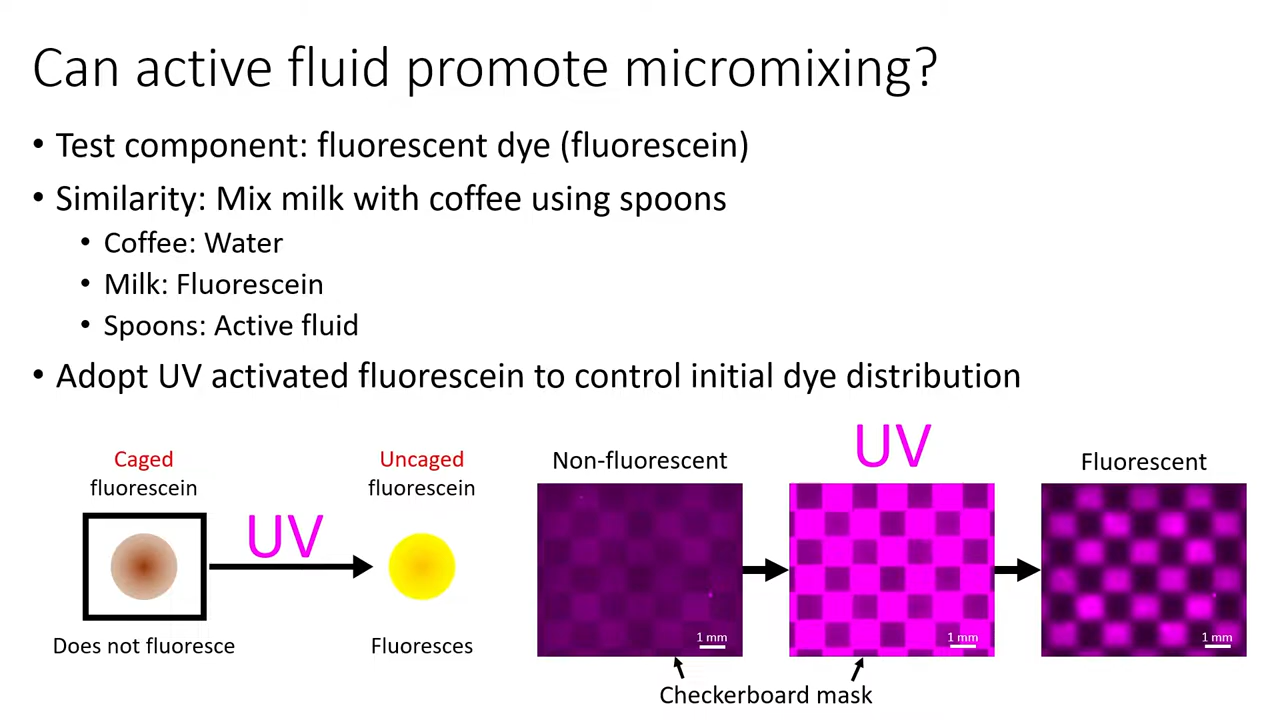 Can active fluid promote micromixing?
• Test component: fluorescent dye (fluorescein)
• Similarity: Mix milk with coffee using spoons
• Coffee: Water
• Milk: Fluorescein
• Spoons: Active fluid
• Adopt UV activated fluorescein to control initial dye distribution
Caged
fluorescein
UV
Does not fluoresce
Uncaged
fluorescein
Fluoresces
Non-fluorescent
1 mm
UV
1 mm
Fluorescent
1 mm
Checkerboard mask